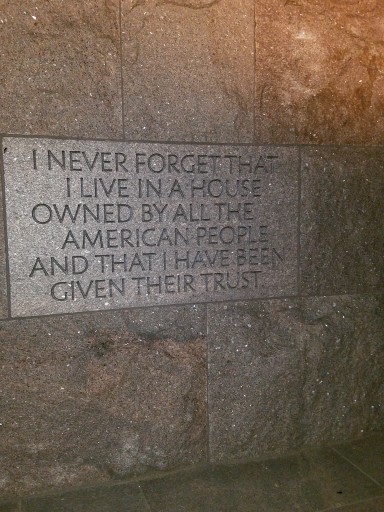 I NEVER FORGET THAT
I LIVE IN A HOUSE
OWNED BY ALL THE
AMERICAN PEOPLE
AND THAT I HAVE BEEN
GIVEN THEIR TRUST.